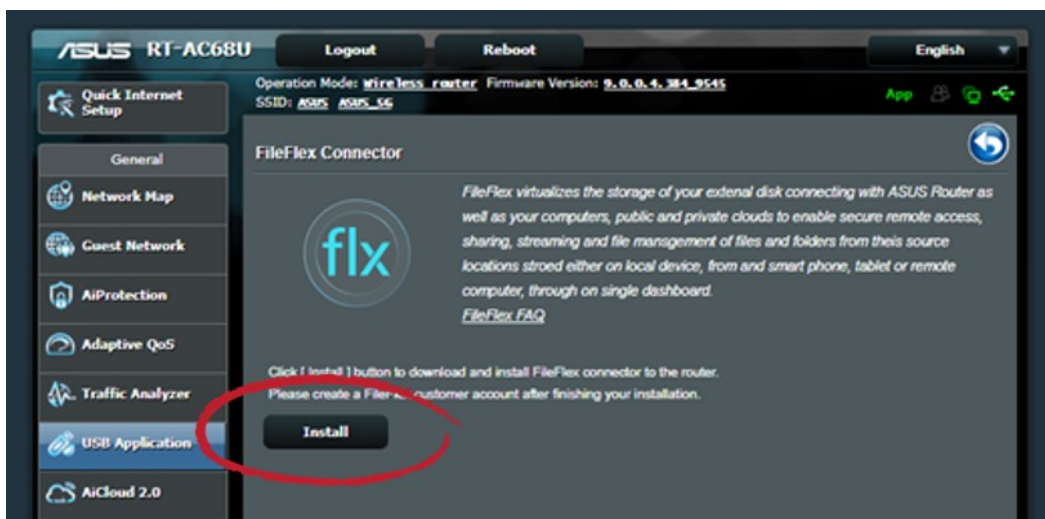 ASUS RT-AC68U Logout Reboot English
Quick Internet Setup
Operation Mode: Wireless router Firmware Version: 9.0.0.4.384_9545
SSID: ASUS ASUS_5G
App
General
FileFlex Connector
Network Map
Guest Network
AiProtection
Adaptive QoS
Traffic Analyzer
USB Application
AiCloud 2.0
flx
FileFlex virtualizes the storage of your extenal disk connecting with ASUS Router as
well as your computers, public and private clouds to enable secure remote access,
sharing, streaming and file mansgement of files and folders from theis source
locations stroed either on local device, from and smart phone, tablet or remote
computer, through on single dashboard.
FileFlex FAQ
Click [ Install ] button to download and install FileFlex connector to the router.
Please create a customer account after finishing your installation.
Install